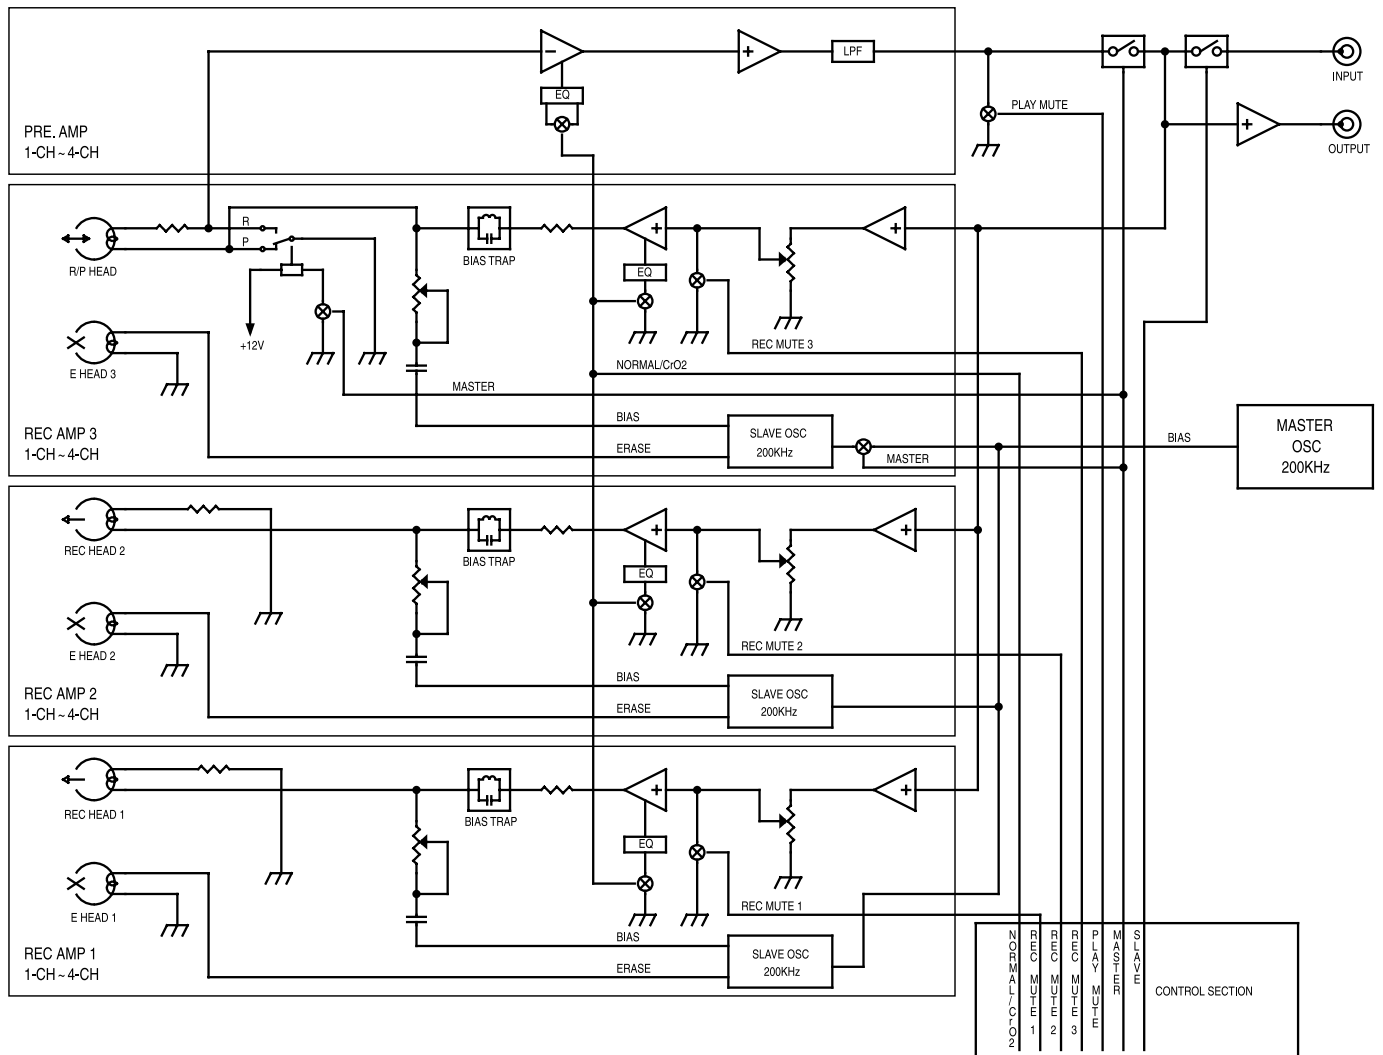 PRE. AMP
1-CH ~ 4-CH
EQ
LPF
PLAY MUTE
INPUT
OUTPUT
R/P HEAD
R
P
+12V
BIAS TRAP
EQ
REC MUTE 3
NORMAL/CrO2
MASTER
E HEAD 3
BIAS
ERASE
SLAVE OSC
200KHz
MASTER
BIAS
MASTER
OSC
200KHz
REC AMP 3
1-CH ~ 4-CH
REC HEAD 2
BIAS TRAP
EQ
REC MUTE 2
E HEAD 2
BIAS
ERASE
SLAVE OSC
200KHz
REC AMP 2
1-CH ~ 4-CH
REC HEAD 1
BIAS TRAP
EQ
REC MUTE 1
E HEAD 1
BIAS
ERASE
SLAVE OSC
200KHz
REC AMP 1
1-CH ~ 4-CH
NORMAL/CrO2
REC MUTE 1
REC MUTE 2
REC MUTE 3
PLAY MUTE
MASTER
SLAVE
CONTROL SECTION